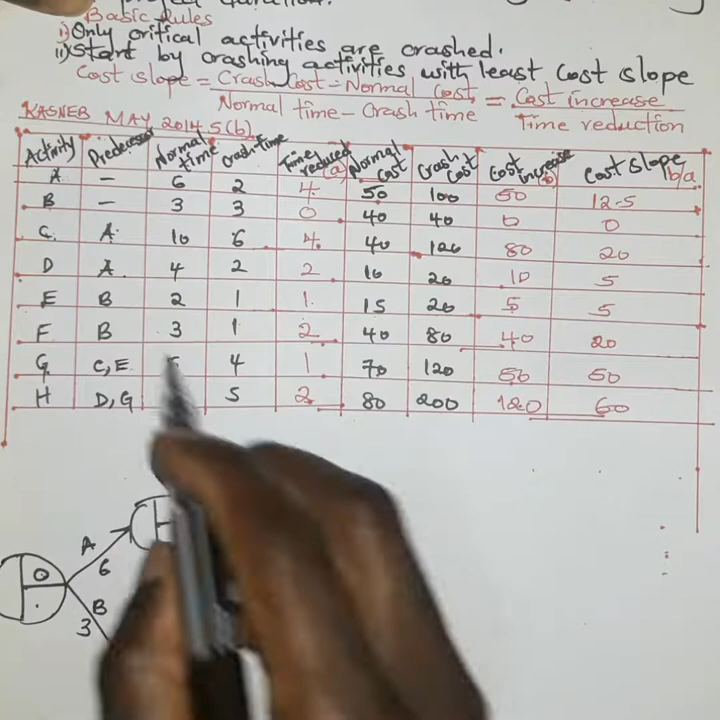 Basic Rules
i) Only critical activities are crashed.
ii) Start by crashing activities with least cost slope
Cost slope = Crash Cost - Normal cost / Normal time - Crash time = Cost increase / Time reduction
KASNEB MAY 2014 5(b)
Activity Predecessor Normal time Crash time Time reduced (a) Normal cost Crash cost Cost increase (b) Cost slope b/a
A - 6 2 4 50 100 50 12.5
B - 3 3 0 40 40 0 0
C A 10 6 4 40 120 80 20
D A 4 2 2 10 20 10 5
E B 2 1 1 15 20 5 5
F B 3 1 2 40 80 40 20
G C, E 5 4 1 70 120 50 50
H D, G 5 2 80 200 120 60
A
6
0
B
3